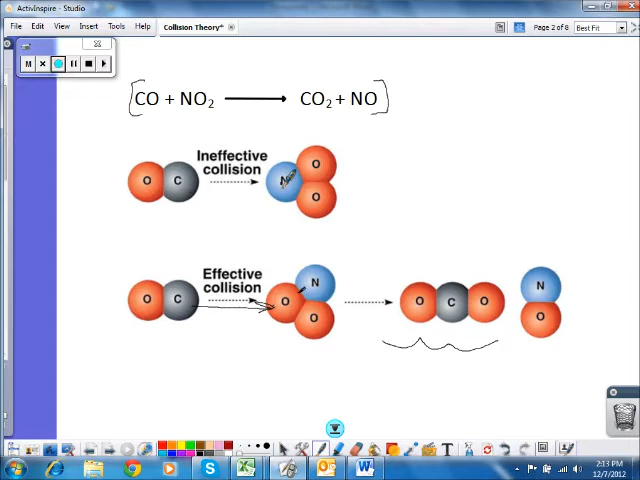 ActivInspire - Studio
File Edit View Insert Tools Help Collision Theory* Page 2 of 8 Best Fit
M
CO + NO₂ → CO₂ + NO
Ineffective
collision
O C N O
O
Effective
collision
O C O N O C O N
O O
T
S W
2:13 PM
12/7/2012